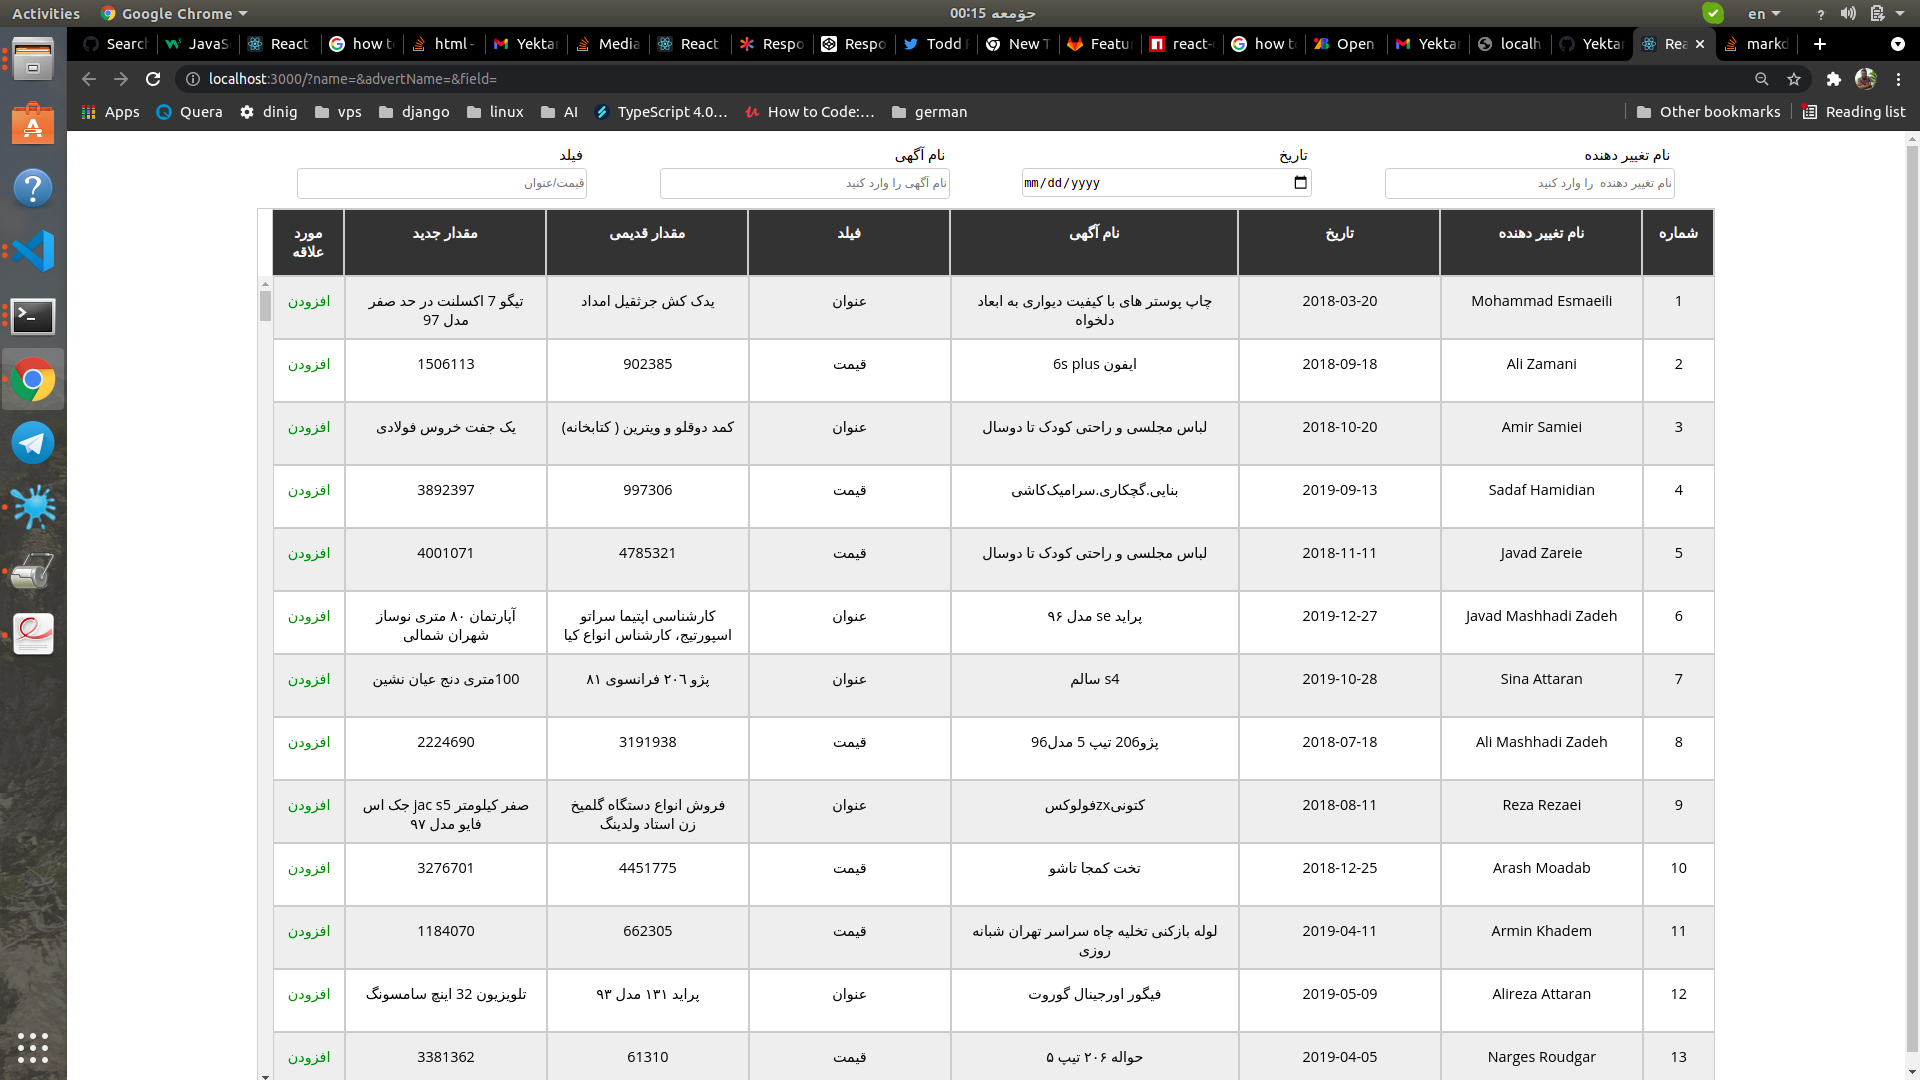 Activities Google Chrome جۆمعه 00:15 en ?
Search JavaS React how to html - Yektan Media React Respo Respo Todd New T Featu react- how to Open Yektan localh Yektan Rea markd
localhost:3000/?name=&advertName=&field=
Apps Quera dinig vps django linux AI TypeScript 4.0... How to Code:... german Other bookmarks Reading list
نام تغییر دهنده تاریخ نام آگهی فیلد
نام تغییر دهنده را وارد کنید mm/dd/yyyy نام آگهی را وارد کنید قیمت/عنوان
شماره نام تغییر دهنده تاریخ نام آگهی فیلد مقدار قدیمی مقدار جدید مورد علاقه
1 Mohammad Esmaeili 2018-03-20 چاپ پوستر های با کیفیت دیواری به ابعاد دلخواه عنوان یدک کش جرثقیل امداد تیگو 7 اکسلنت در حد صفر مدل 97 افزودن
2 Ali Zamani 2018-09-18 ایفون 6s plus قیمت 902385 1506113 افزودن
3 Amir Samiei 2018-10-20 لباس مجلسی و راحتی کودک تا دوسال عنوان کمد دوقلو و ویترین ( کتابخانه) یک جفت خروس فولادی افزودن
4 Sadaf Hamidian 2019-09-13 بنایی.گچکاری.سرامیک‌کاشی قیمت 997306 3892397 افزودن
5 Javad Zareie 2018-11-11 لباس مجلسی و راحتی کودک تا دوسال قیمت 4785321 4001071 افزودن
6 Javad Mashhadi Zadeh 2019-12-27 پراید se مدل ۹۶ عنوان کارشناسی اپتیما سراتو اسپورتیج، کارشناس انواع کیا آپارتمان ۸۰ متری نوساز شهران شمالی افزودن
7 Sina Attaran 2019-10-28 s4 سالم عنوان پژو ٢٠٦ فرانسوی ۸۱ 100متری دنج عیان نشین افزودن
8 Ali Mashhadi Zadeh 2018-07-18 پژو206 تیپ 5 مدل96 قیمت 3191938 2224690 افزودن
9 Reza Rezaei 2018-08-11 کتونیzxفولوکس عنوان فروش انواع دستگاه گلمیخ زن استاد ولدینگ صفر کیلومتر jac s5 جک اس فایو مدل ۹۷ افزودن
10 Arash Moadab 2018-12-25 تخت کمجا تاشو قیمت 4451775 3276701 افزودن
11 Armin Khadem 2019-04-11 لوله بازکنی تخلیه چاه سراسر تهران شبانه روزی قیمت 662305 1184070 افزودن
12 Alireza Attaran 2019-05-09 فیگور اورجینال گوروت عنوان پراید ۱۳۱ مدل ۹۳ تلویزیون 32 اینچ سامسونگ افزودن
13 Narges Roudgar 2019-04-05 حواله ۲۰۶ تیپ ۵ قیمت 61310 3381362 افزودن